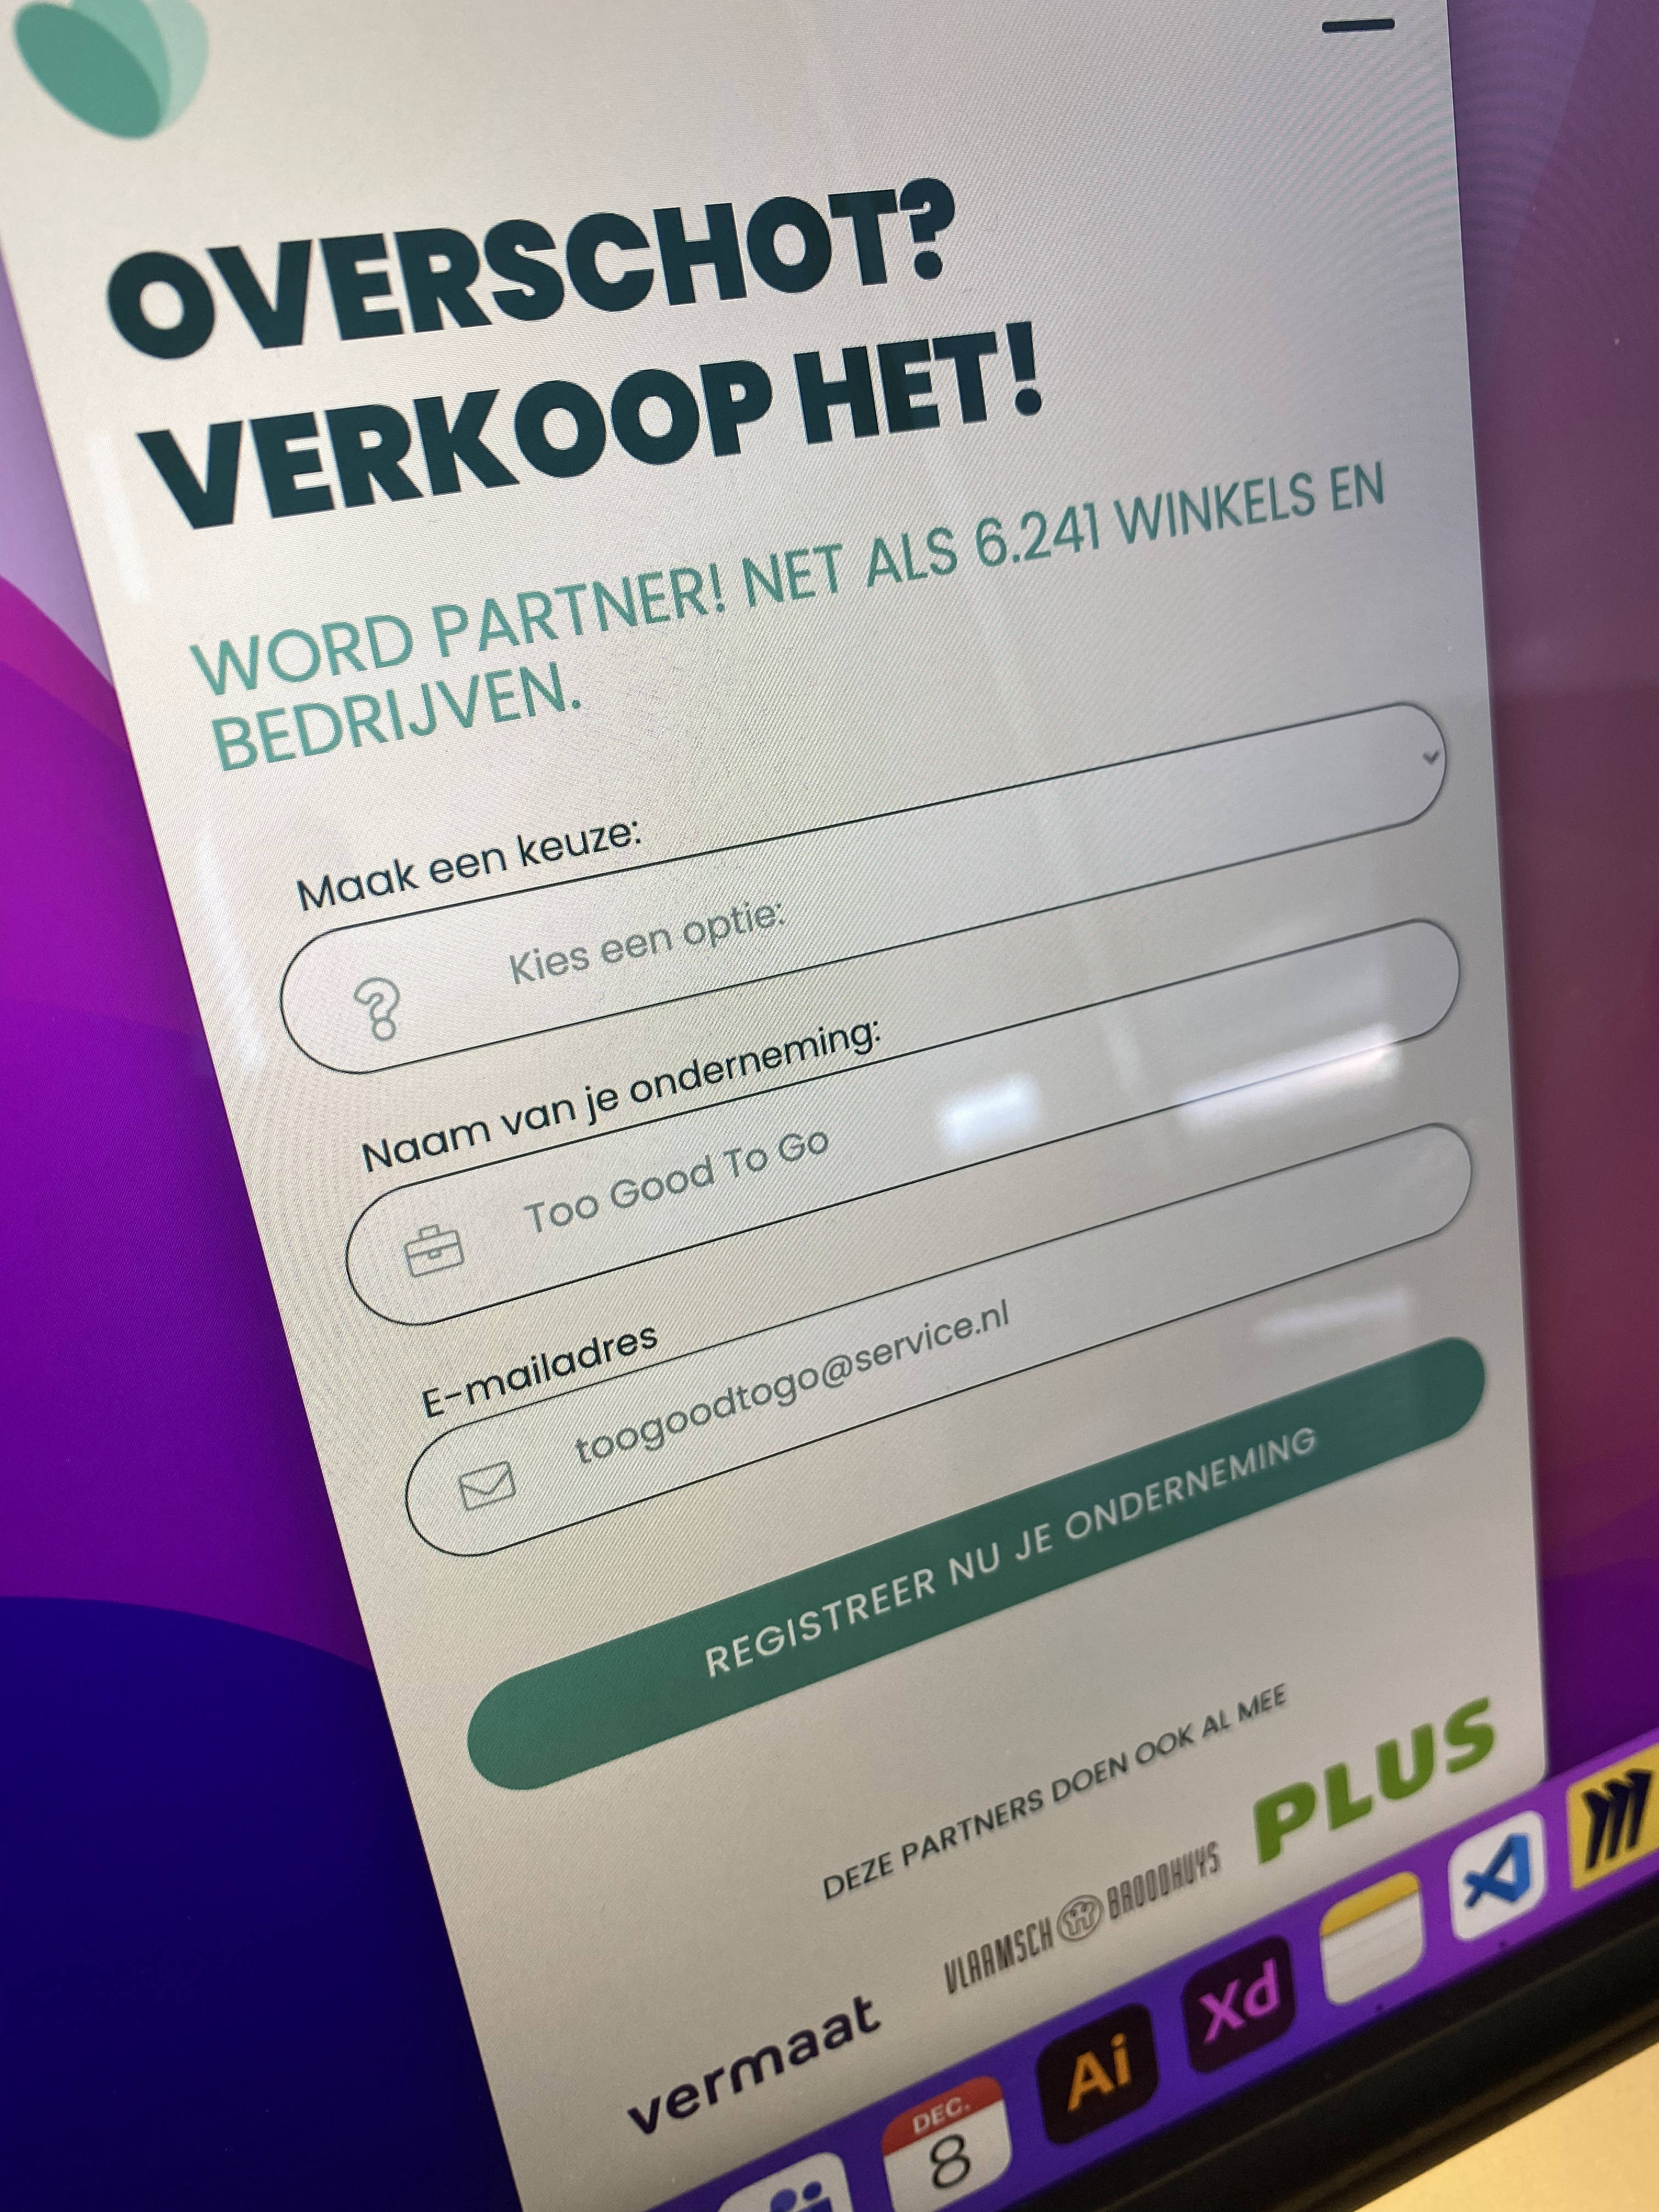 OVERSCHOT?
VERKOOP HET!
WORD PARTNER! NET ALS 6.241 WINKELS EN
BEDRIJVEN.
Maak een keuze:
Kies een optie:
Naam van je onderneming:
Too Good To Go
E-mailadres
toogoodtogo@service.nl
REGISTREER NU JE ONDERNEMING
DEZE PARTNERS DOEN OOK AL MEE
vermaat VLAAMSCH BROODHUYS PLUS
DEC.
8
Ai
Xd